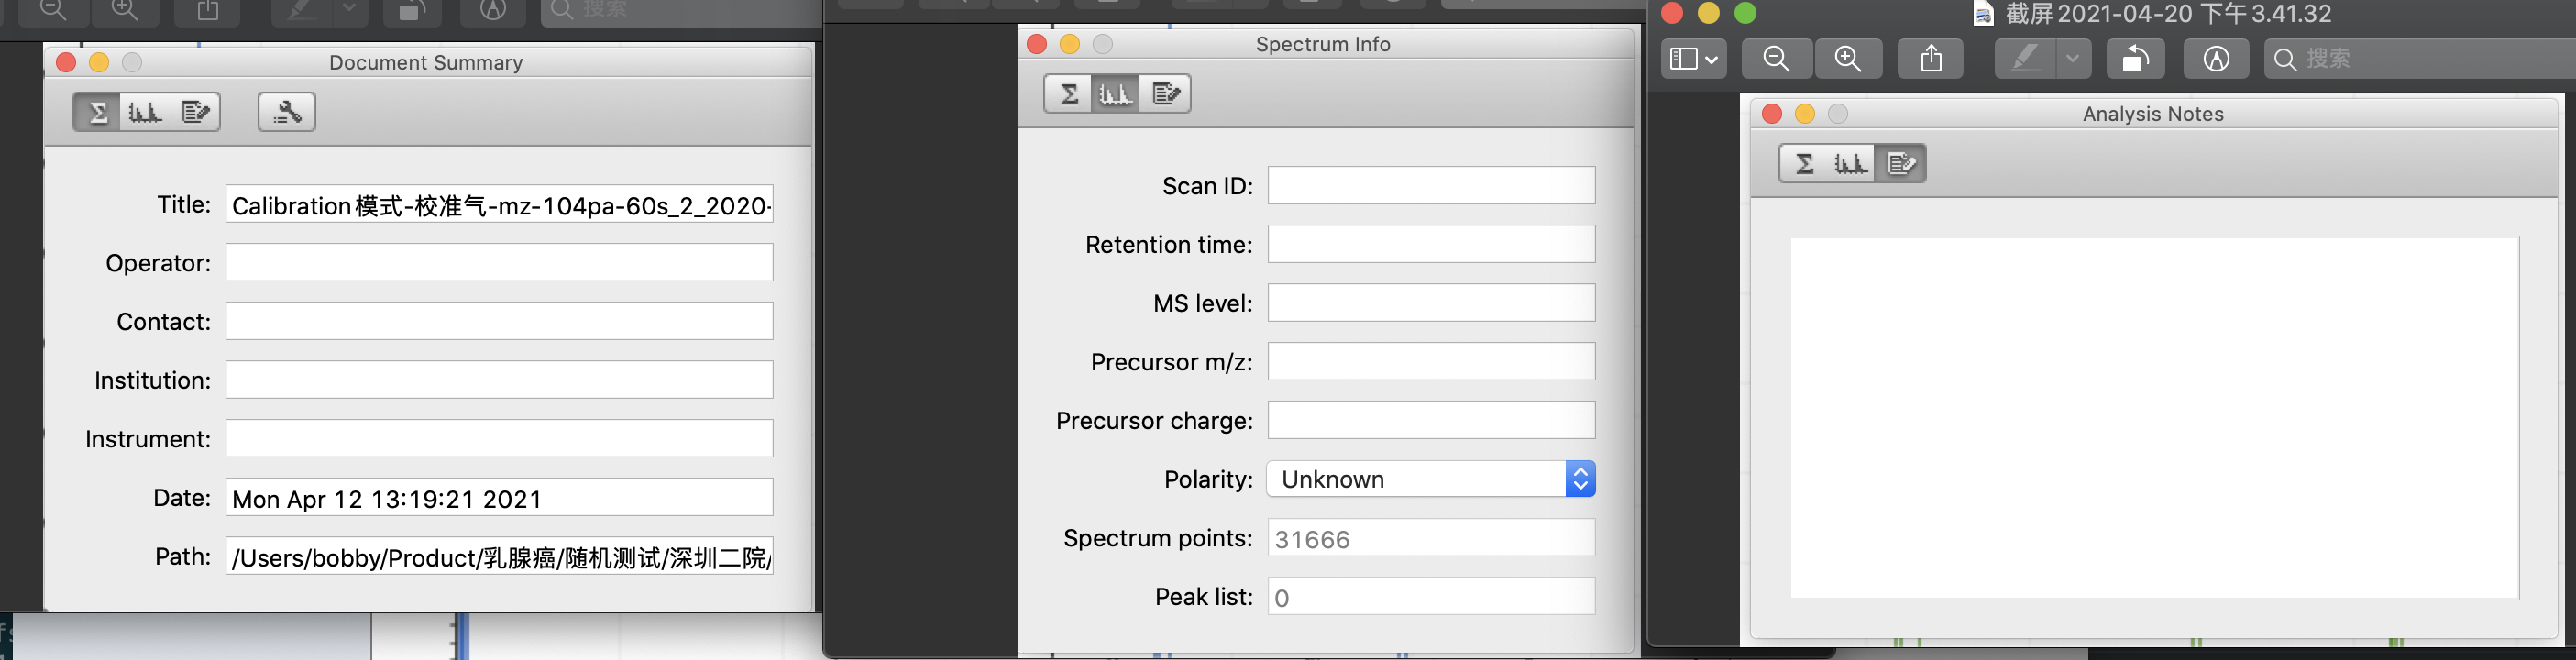 搜索
Document Summary
Title: Calibration模式-校准气-mz-104pa-60s_2_2020-
Operator:
Contact:
Institution:
Instrument:
Date: Mon Apr 12 13:19:21 2021
Path: /Users/bobby/Product/乳腺癌/随机测试/深圳二院/
Spectrum Info
Scan ID:
Retention time:
MS level:
Precursor m/z:
Precursor charge:
Polarity: Unknown
Spectrum points: 31666
Peak list: 0
截屏2021-04-20 下午3.41.32
搜索
Analysis Notes